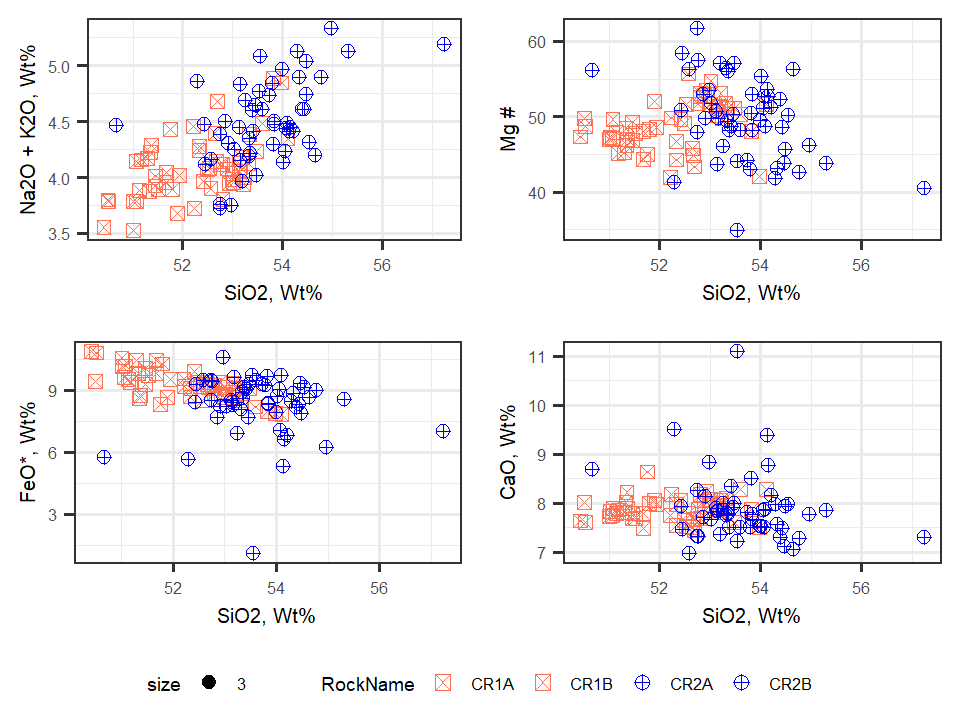 Na2O + K2O, Wt%
5.0
4.5
4.0
3.5
52 54 56
SiO2, Wt%
Mg #
60
50
40
52 54 56
SiO2, Wt%
FeO*, Wt%
9
6
3
52 54 56
SiO2, Wt%
CaO, Wt%
11
10
9
8
7
52 54 56
SiO2, Wt%
size 3 RockName CR1A CR1B CR2A CR2B